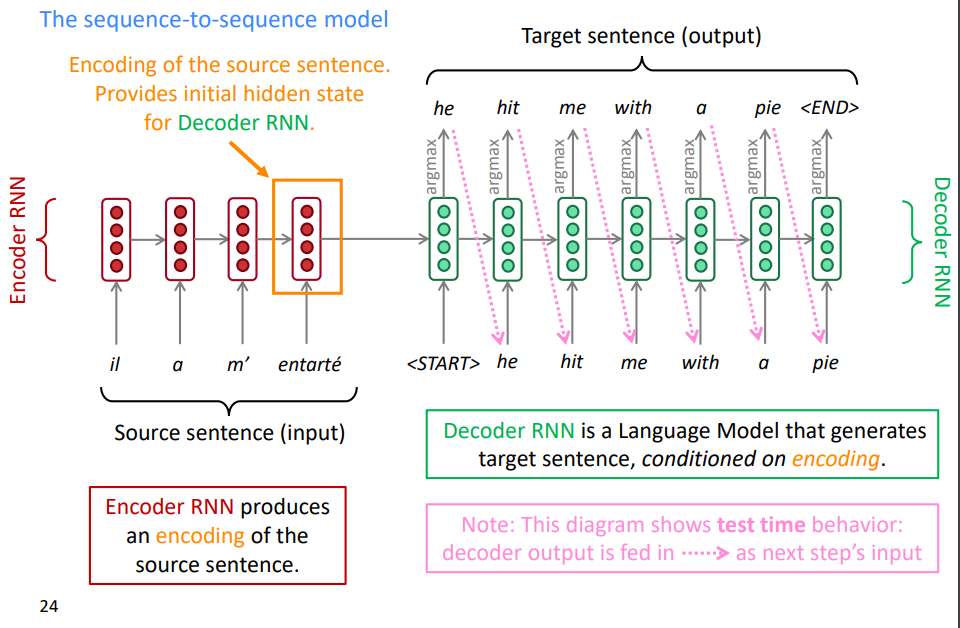 The sequence-to-sequence model
Target sentence (output)
Encoding of the source sentence.
Provides initial hidden state
for Decoder RNN.
he hit me with a pie <END>
argmax argmax argmax argmax argmax argmax argmax
Encoder RNN
Decoder RNN
il a m’ entarté <START> he hit me with a pie
Source sentence (input)
Decoder RNN is a Language Model that generates
target sentence, conditioned on encoding.
Encoder RNN produces
an encoding of the
source sentence.
Note: This diagram shows test time behavior:
decoder output is fed in as next step’s input
24